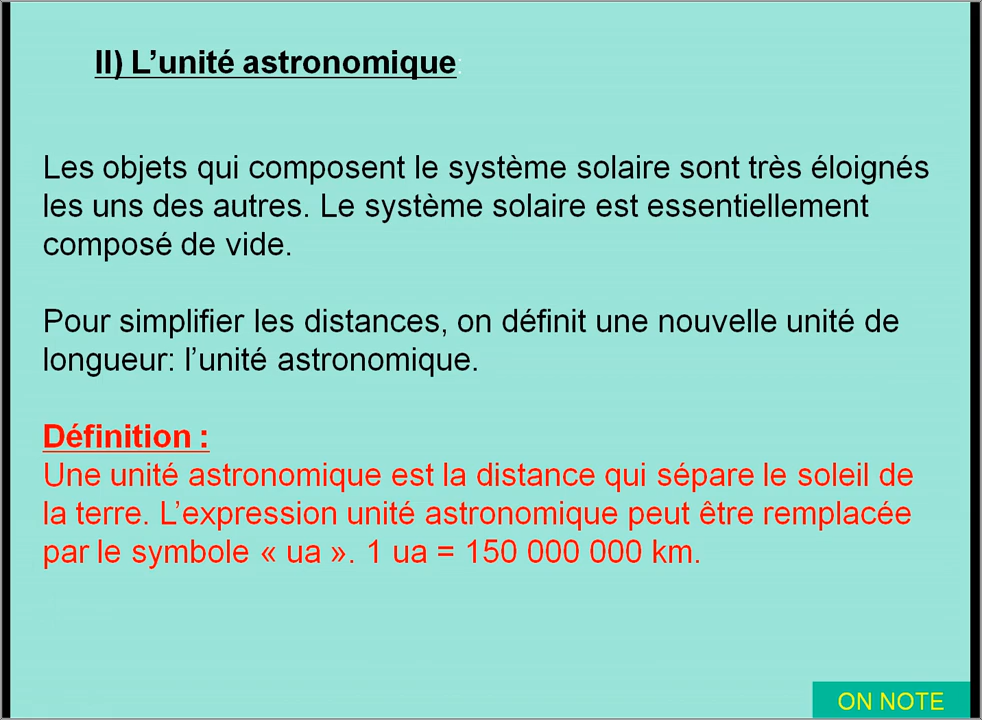 II) L’unité astronomique:
Les objets qui composent le système solaire sont très éloignés
les uns des autres. Le système solaire est essentiellement
composé de vide.
Pour simplifier les distances, on définit une nouvelle unité de
longueur: l’unité astronomique.
Définition :
Une unité astronomique est la distance qui sépare le soleil de
la terre. L’expression unité astronomique peut être remplacée
par le symbole « ua ». 1 ua = 150 000 000 km.
ON NOTE